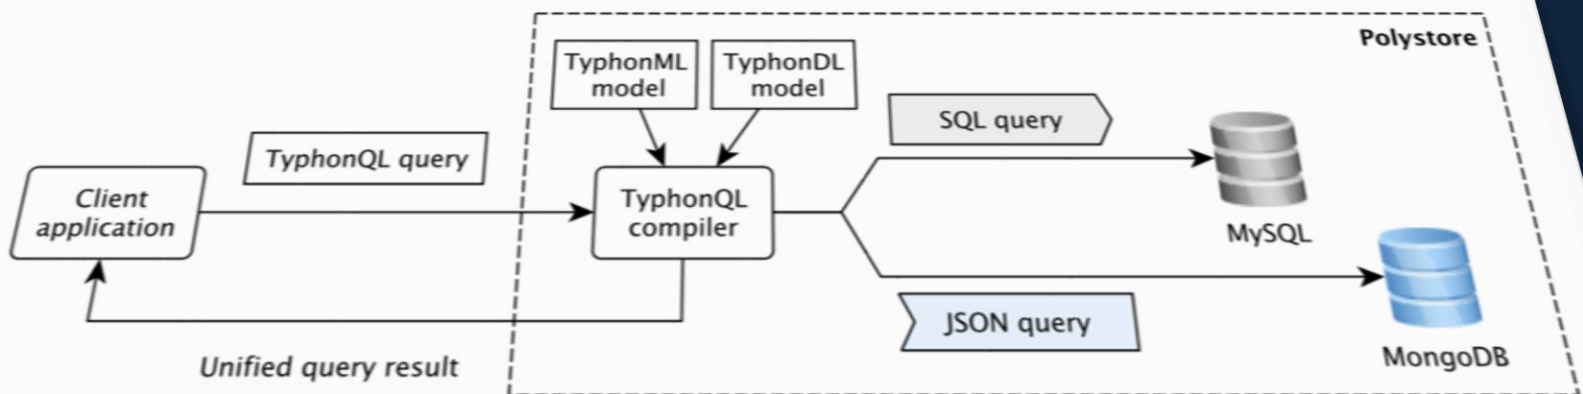 Polystore
TyphonML
model
TyphonDL
model
SQL query
TyphonQL query
Client
application
TyphonQL
compiler
MySQL
JSON query
MongoDB
Unified query result